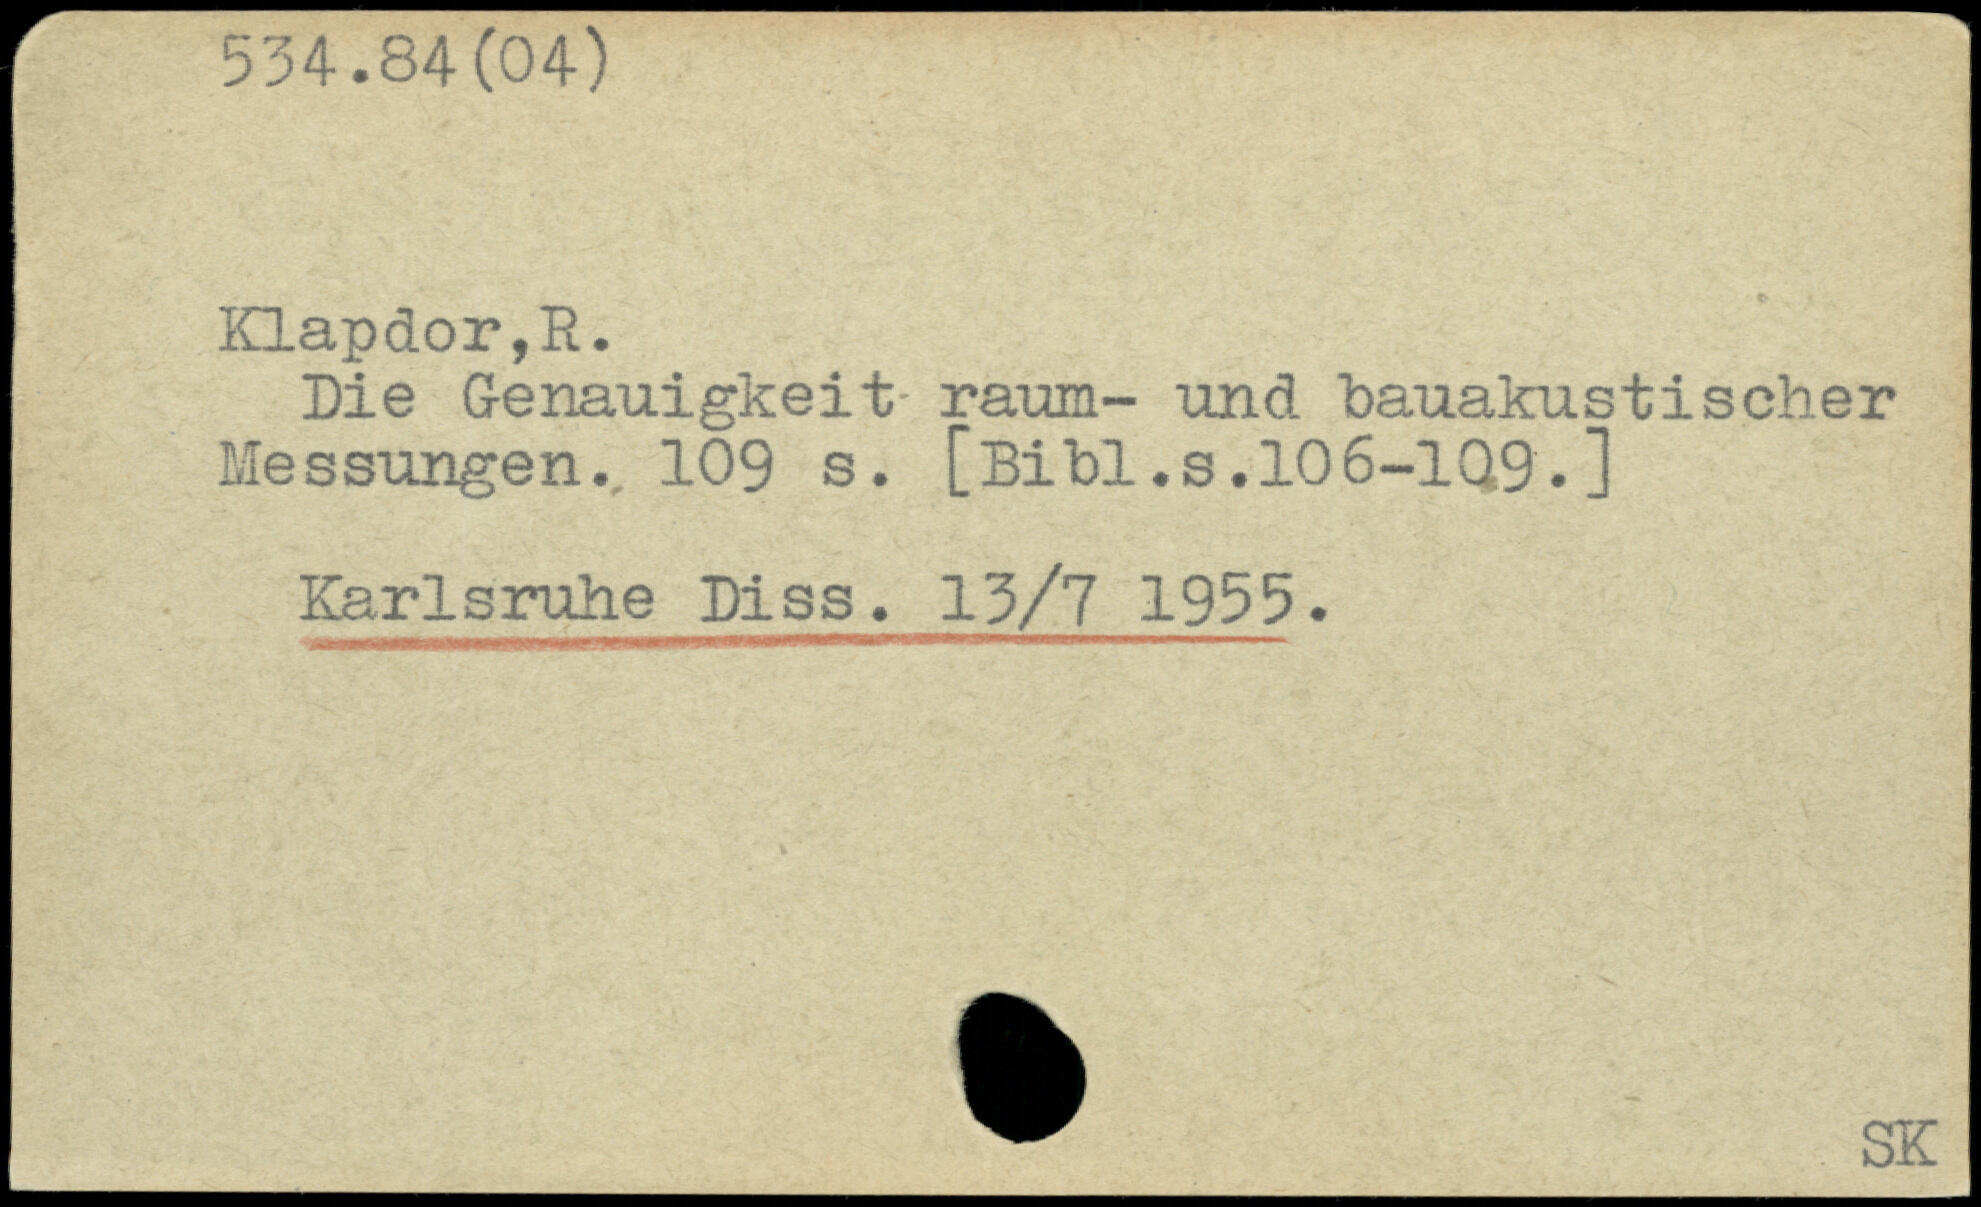 534.84(04)
Klapdor,R.
Die Genauigkeit raum- und bauakustischer
Messungen. 109 s. [Bibl.s.106-109.]
Karlsruhe Diss. 13/7 1955.
SK